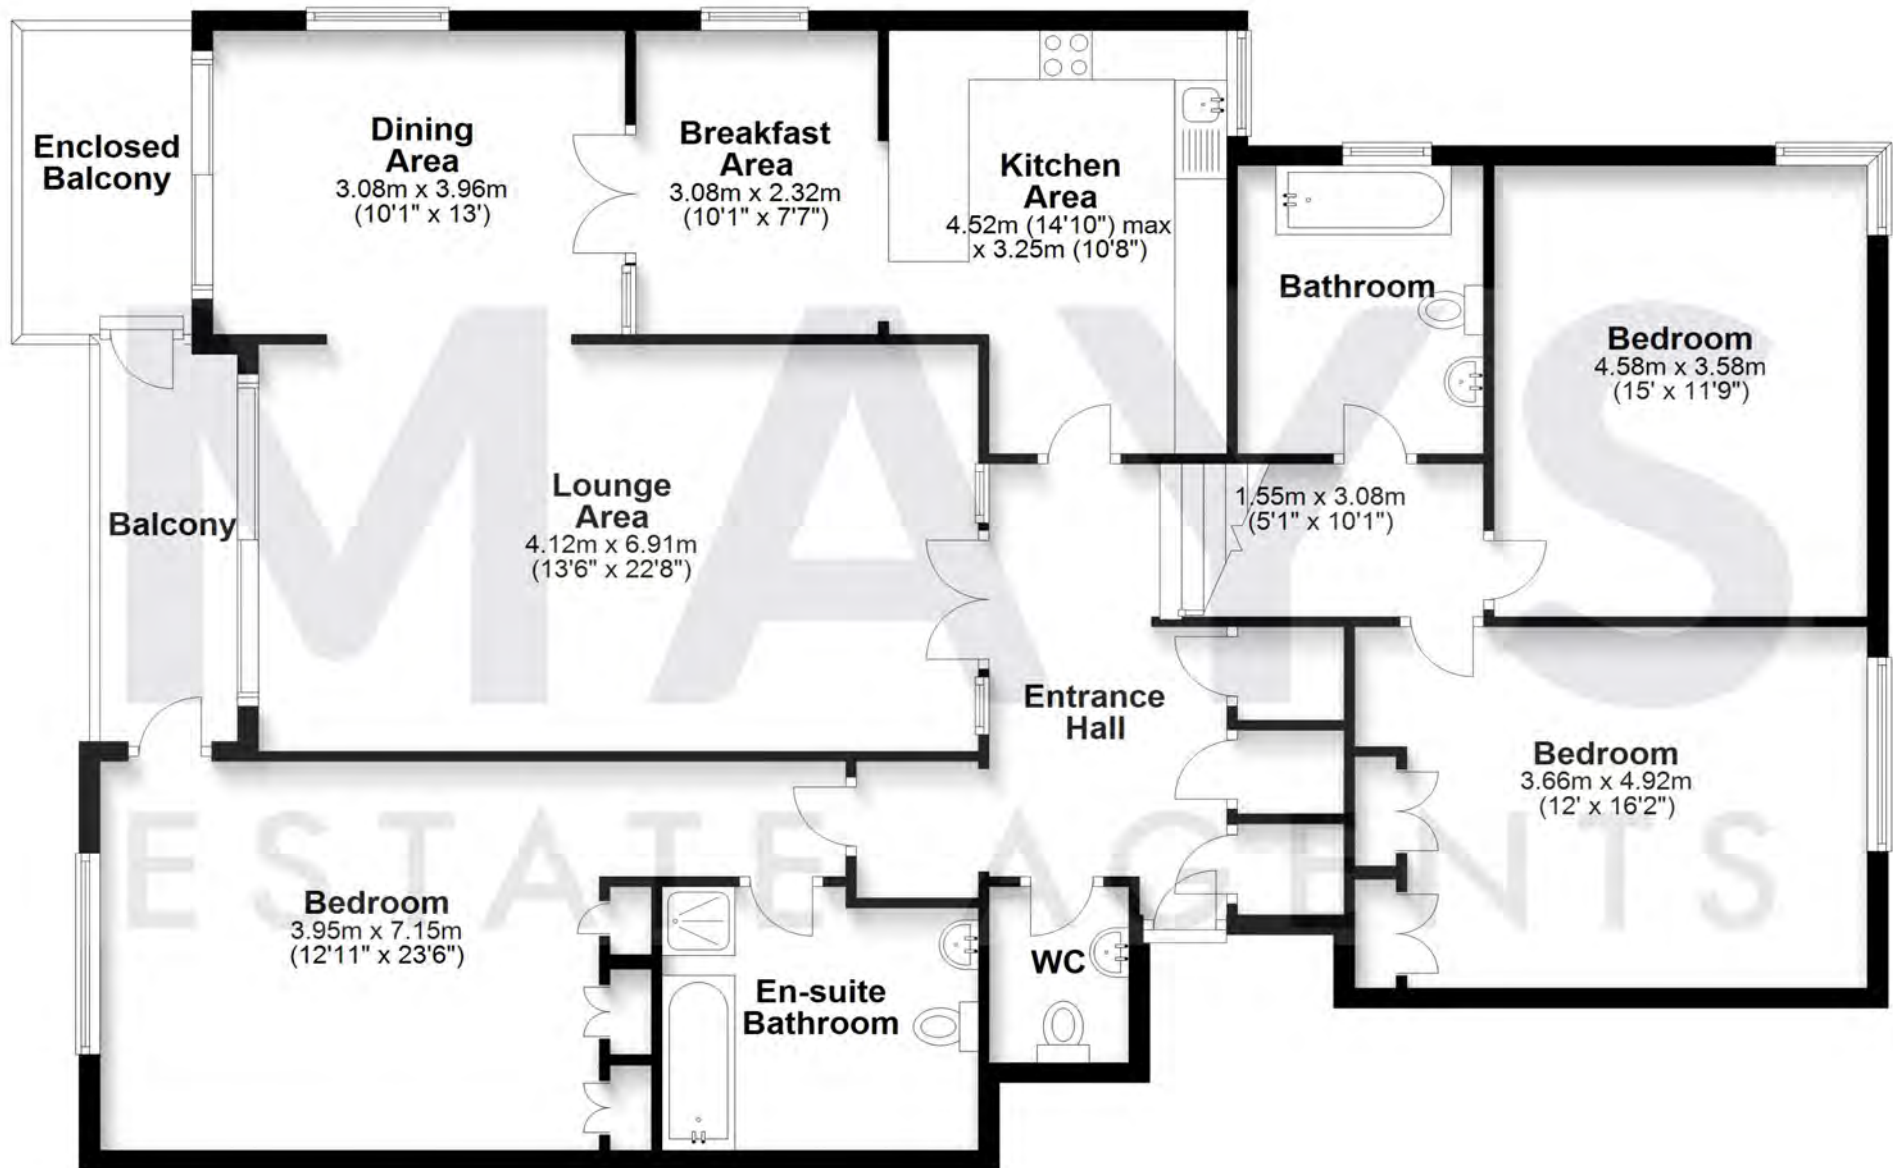 Enclosed
Balcony
Dining
Area
3.08m x 3.96m
(10'1" x 13')
Breakfast
Area
3.08m x 2.32m
(10'1" x 7'7")
Kitchen
Area
4.52m (14'10") max
x 3.25m (10'8")
Bathroom
Bedroom
4.58m x 3.58m
(15' x 11'9")
Balcony
Lounge
Area
4.12m x 6.91m
(13'6" x 22'8")
1.55m x 3.08m
(5'1" x 10'1")
Entrance
Hall
Bedroom
3.66m x 4.92m
(12' x 16'2")
Bedroom
3.95m x 7.15m
(12'11" x 23'6")
En-suite
Bathroom
WC
MAYS
ESTATE AGENTS